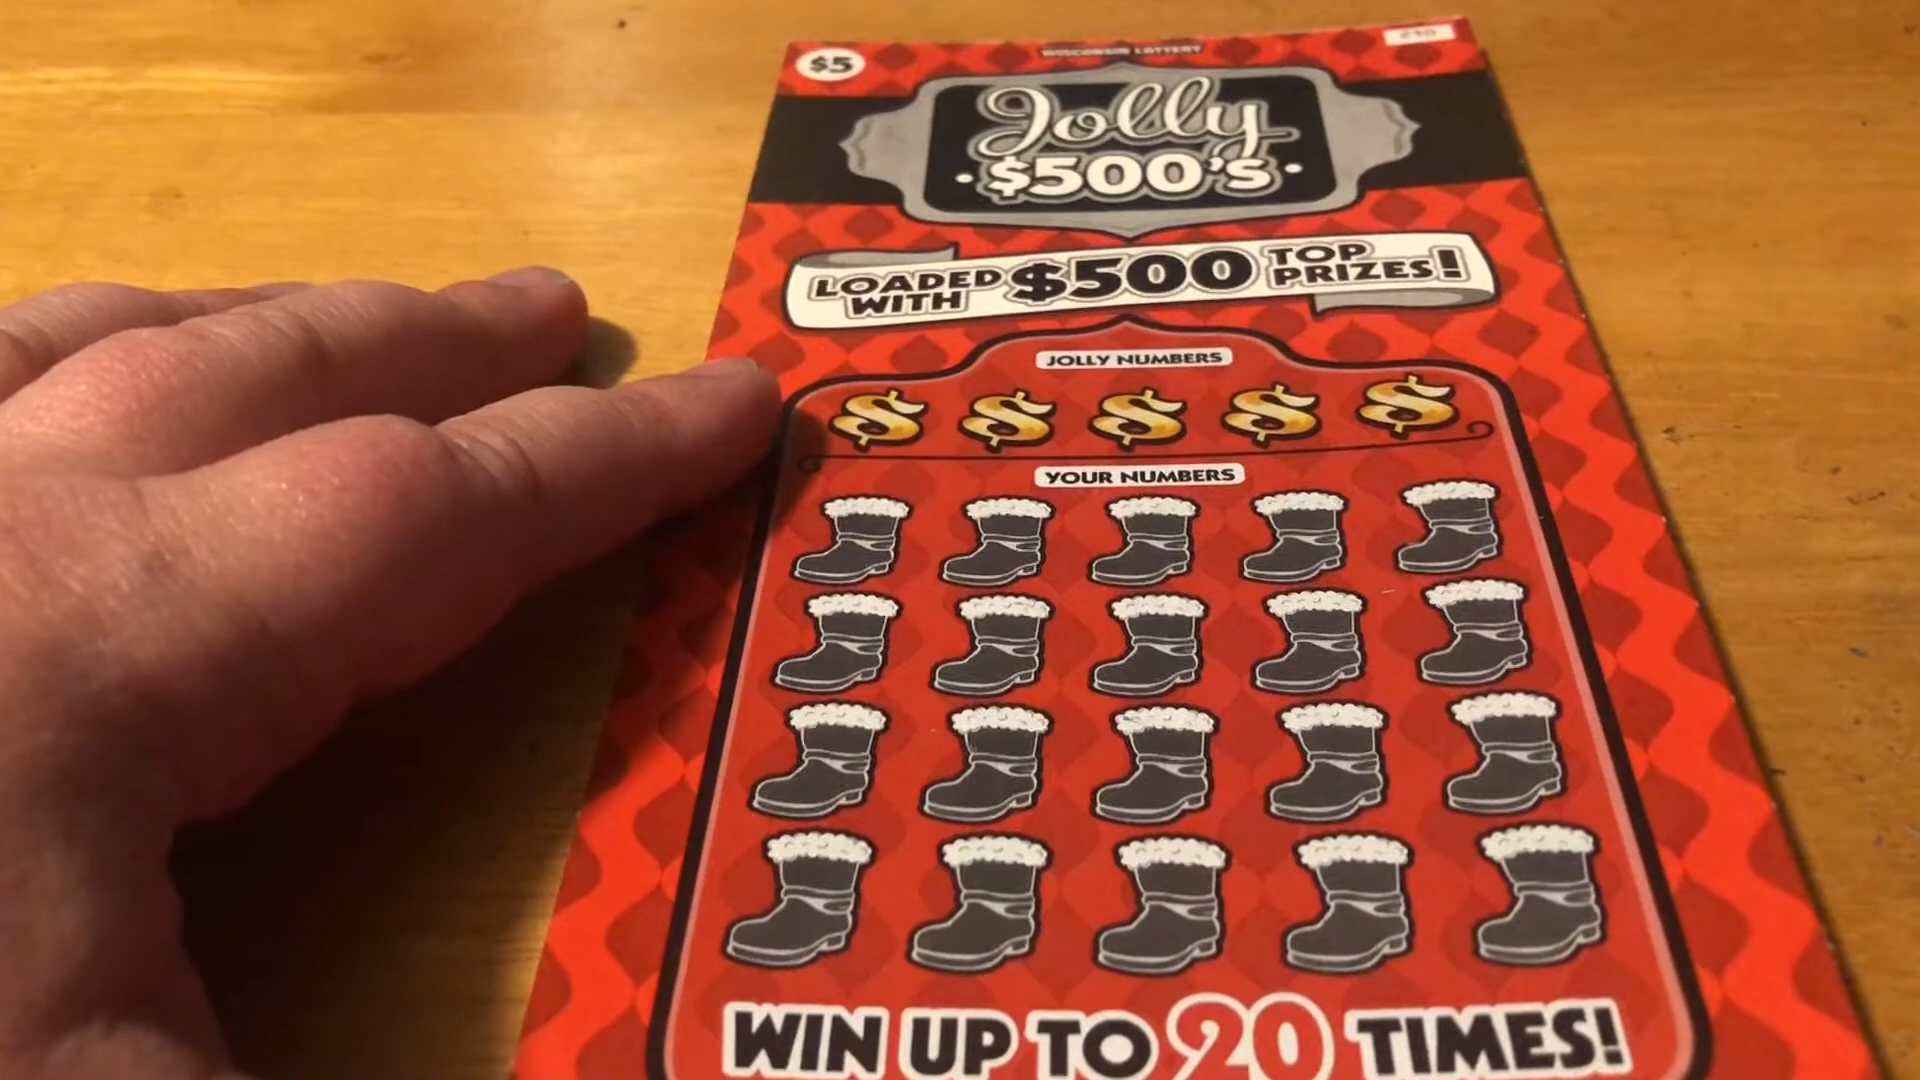 $5
WISCONSIN LOTTERY
Jolly
$500's
LOADED WITH $500 TOP PRIZES!
JOLLY NUMBERS
$ $ $ $ $
YOUR NUMBERS
WIN UP TO 20 TIMES!